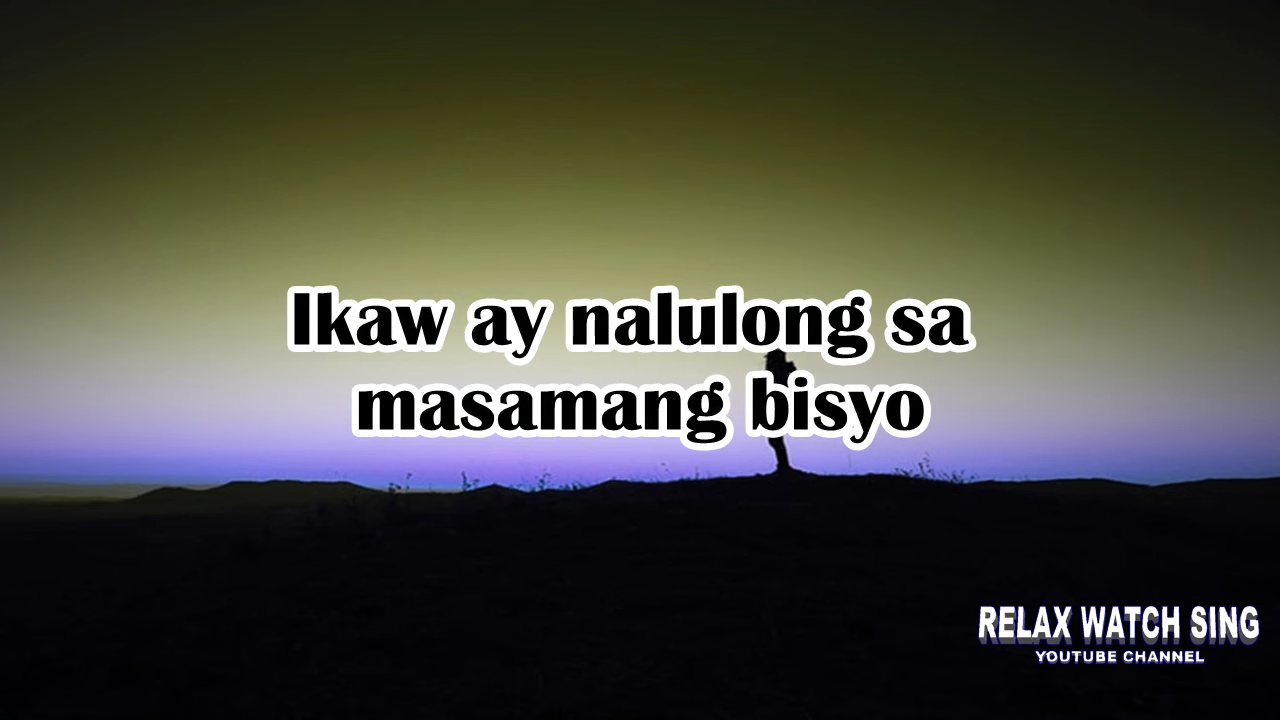 Ikaw ay nalulong sa
masamang bisyo
RELAX WATCH SING
YOUTUBE CHANNEL